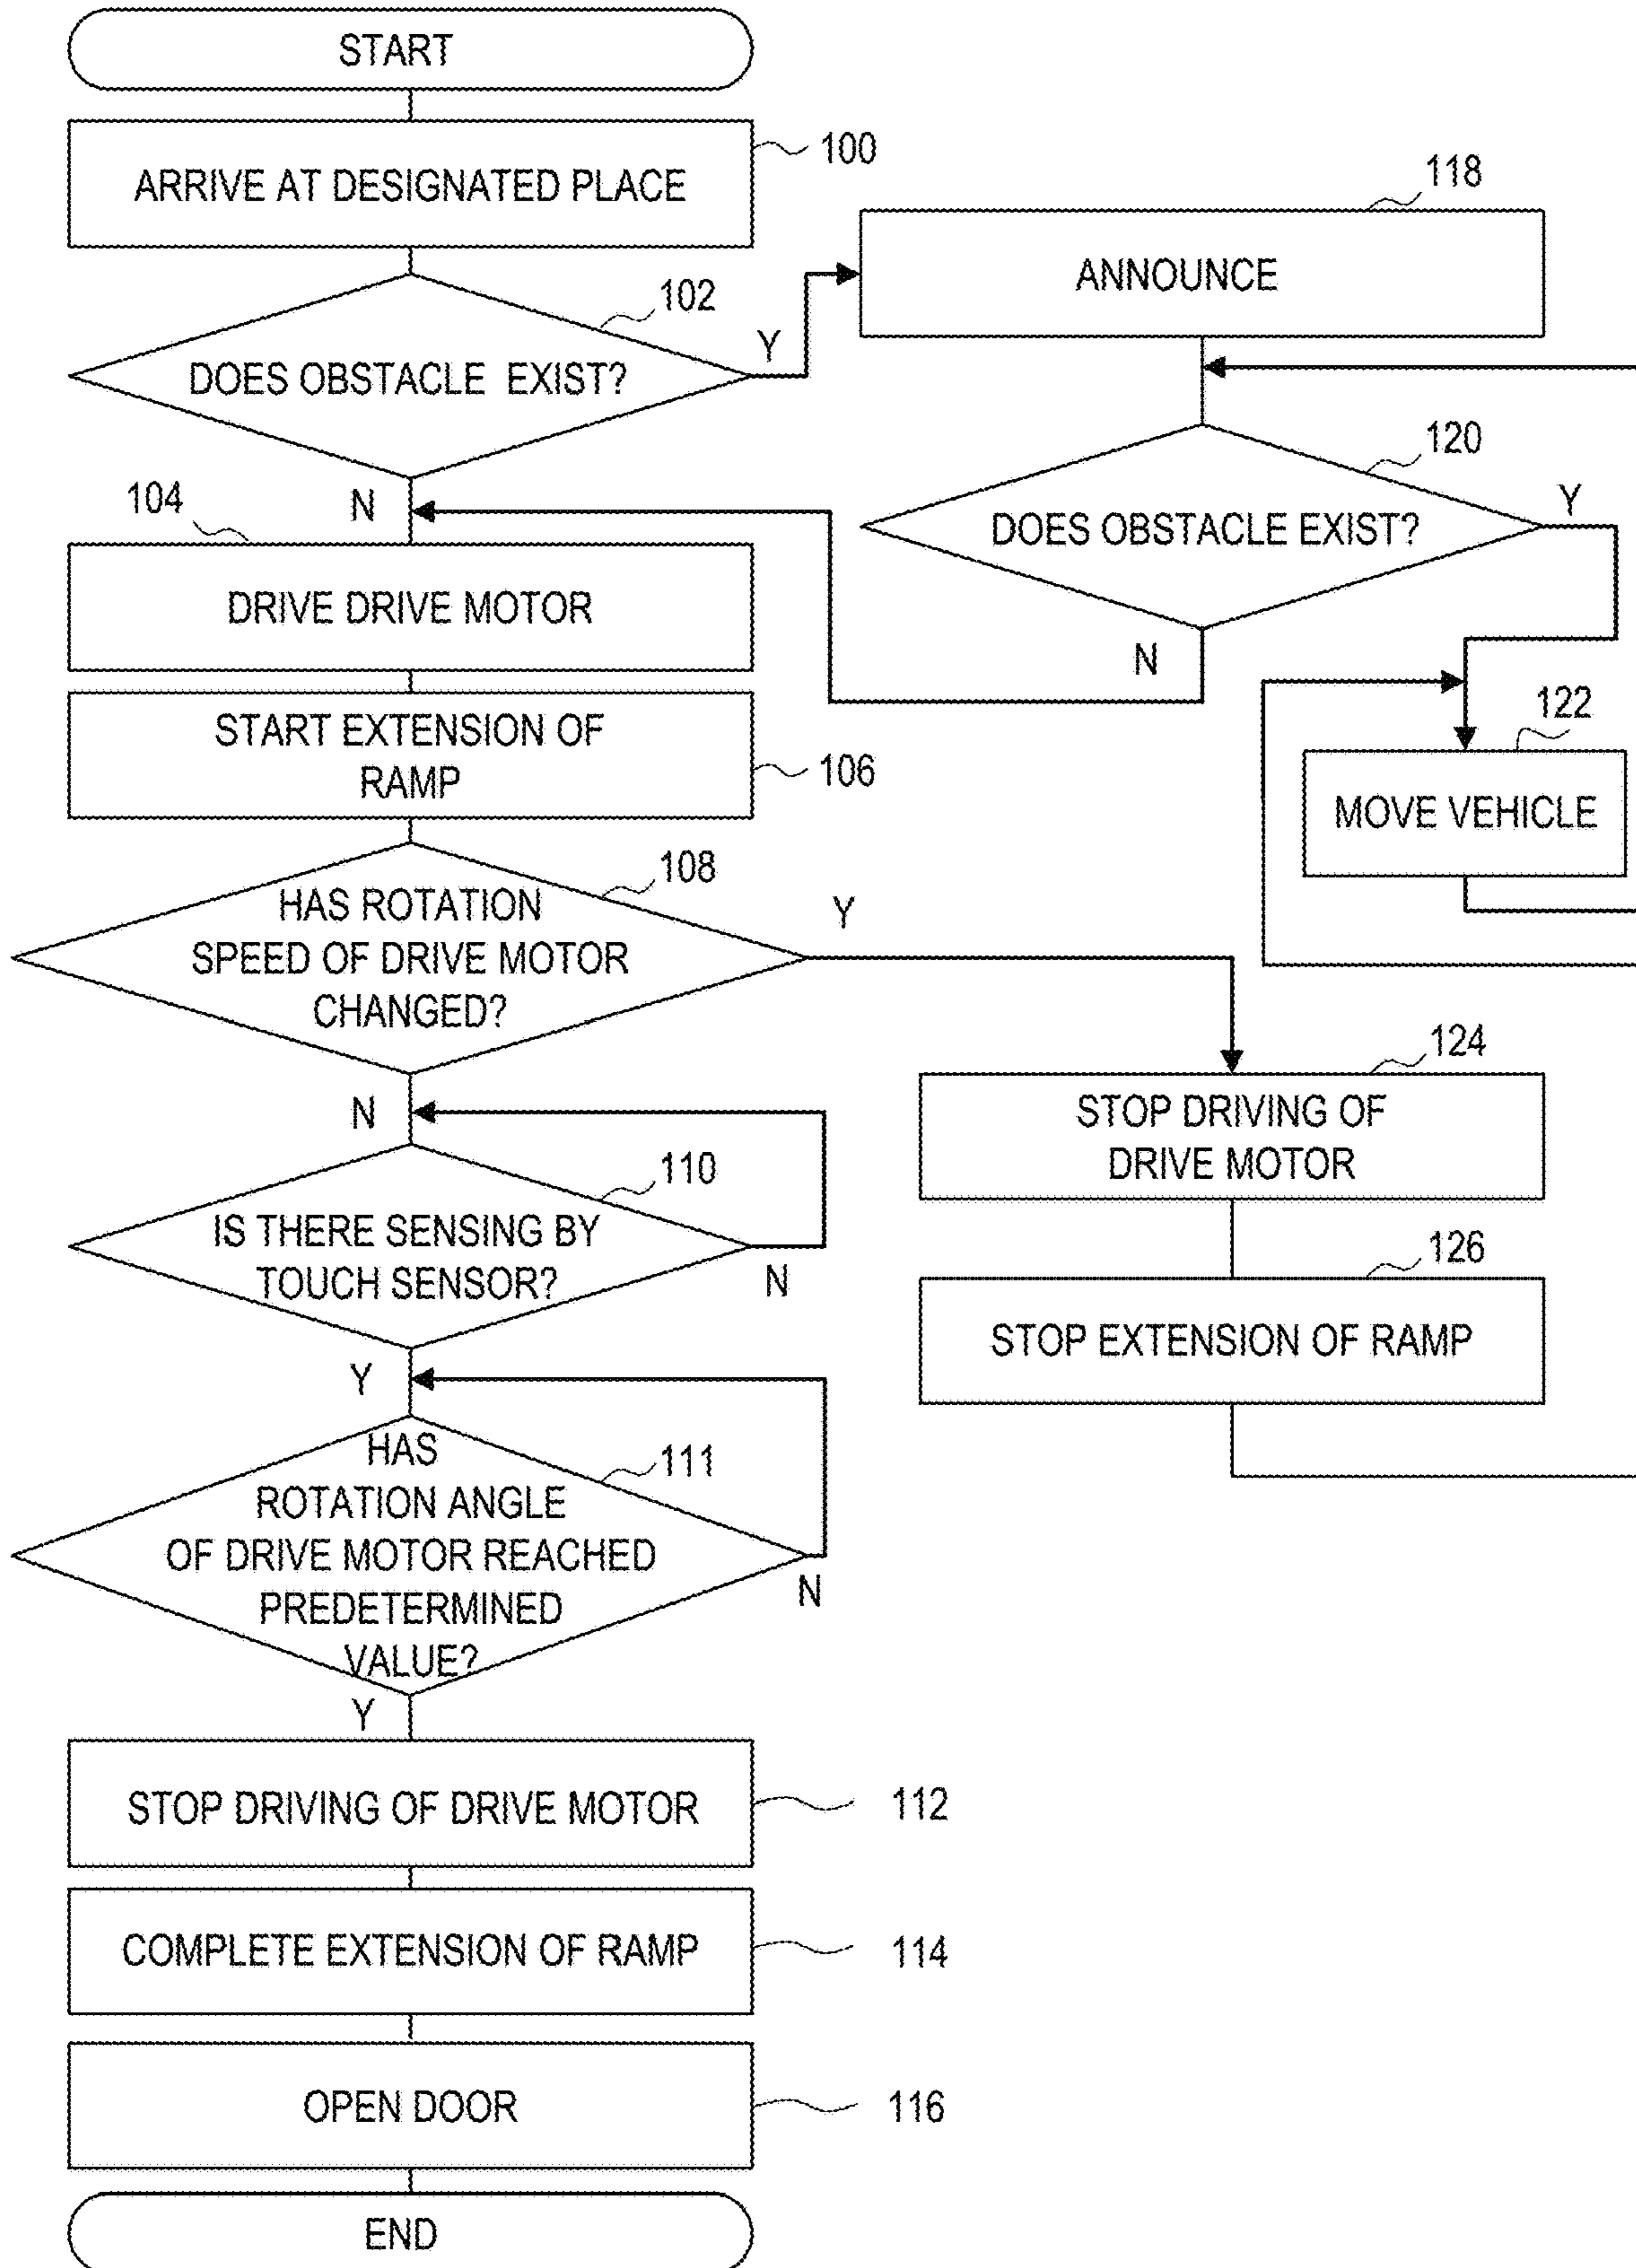 START
ARRIVE AT DESIGNATED PLACE
100
102
DOES OBSTACLE EXIST?
Y
N
104
DRIVE DRIVE MOTOR
START EXTENSION OF
RAMP
106
108
HAS ROTATION
SPEED OF DRIVE MOTOR
CHANGED?
Y
N
110
IS THERE SENSING BY
TOUCH SENSOR?
N
Y
111
HAS
ROTATION ANGLE
OF DRIVE MOTOR REACHED
PREDETERMINED
VALUE?
N
Y
STOP DRIVING OF DRIVE MOTOR
112
COMPLETE EXTENSION OF RAMP
114
OPEN DOOR
116
END
118
ANNOUNCE
120
DOES OBSTACLE EXIST?
Y
N
122
MOVE VEHICLE
124
STOP DRIVING OF
DRIVE MOTOR
126
STOP EXTENSION OF RAMP